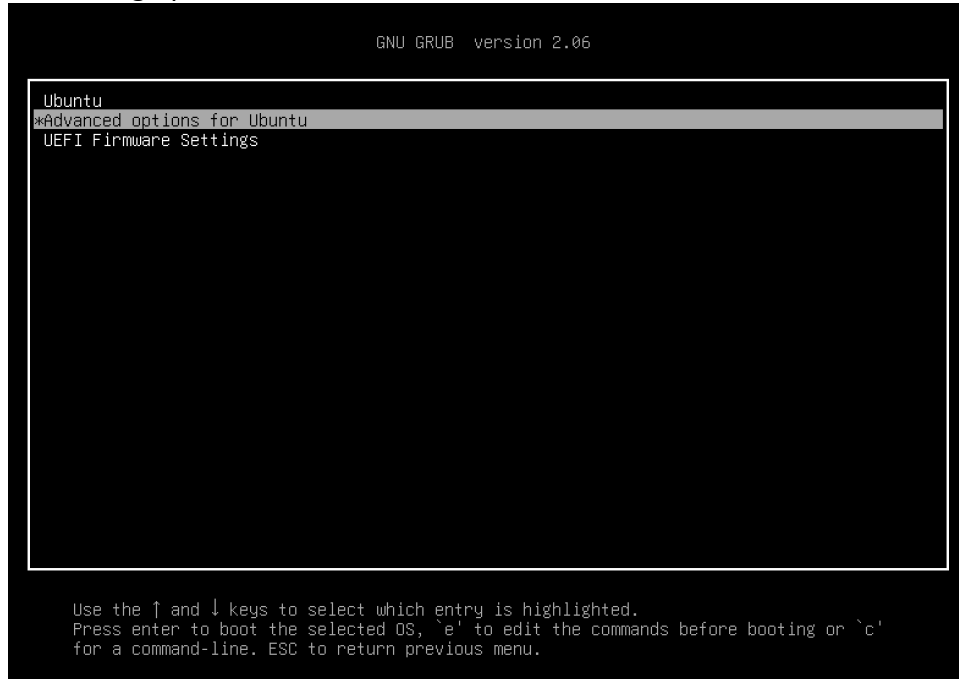 GNU GRUB version 2.06
Ubuntu
*Advanced options for Ubuntu
UEFI Firmware Settings
Use the ↑ and ↓ keys to select which entry is highlighted.
Press enter to boot the selected OS, `e' to edit the commands before booting or `c'
for a command-line. ESC to return previous menu.